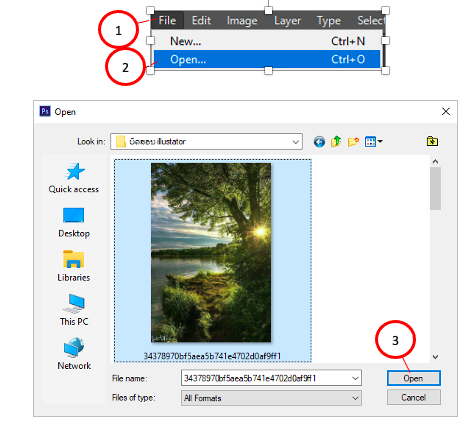 1
File Edit Image Layer Type Select
New... Ctrl+N
2
Open... Ctrl+O
Ps Open
Look in: illustator
Quick access
Desktop
Libraries
This PC
Network
34378970bf5aea5b741e4702d0af9ff1
3
File name: 34378970bf5aea5b741e4702d0af9ff1 Open
Files of type: All Formats Cancel